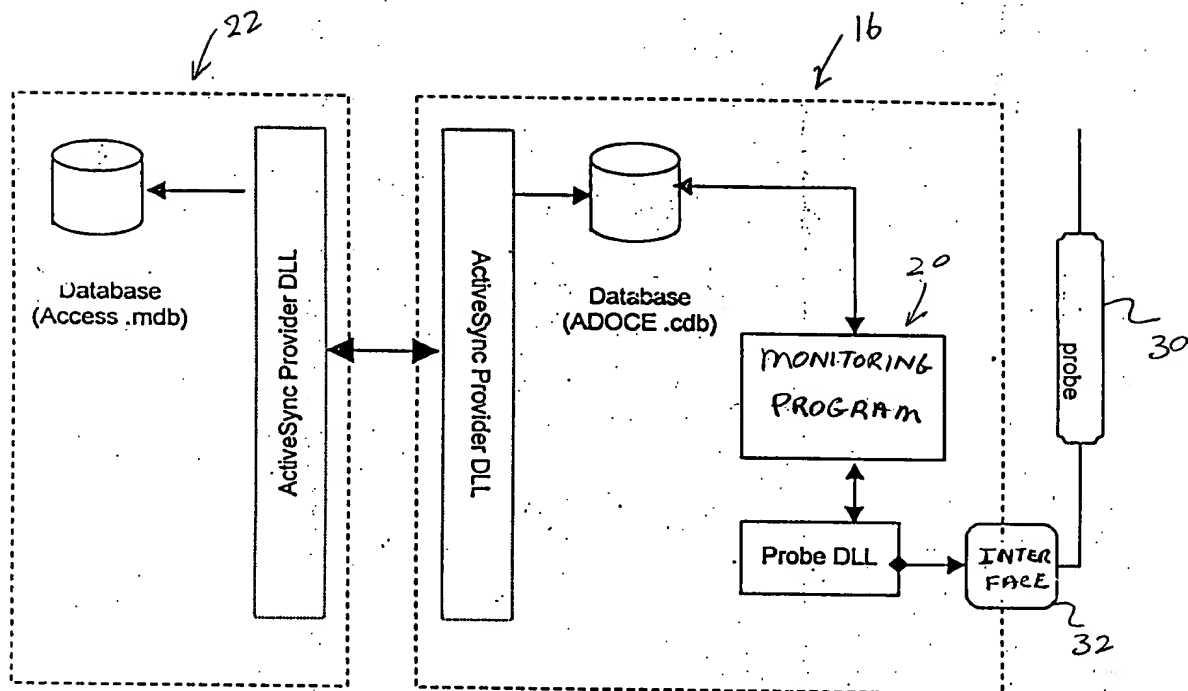 22
16
Database
(Access .mdb)
ActiveSync Provider DLL
ActiveSync Provider DLL
Database
(ADOCE .cdb)
20
MONITORING
PROGRAM
probe
30
Probe DLL
INTER
FACE
32